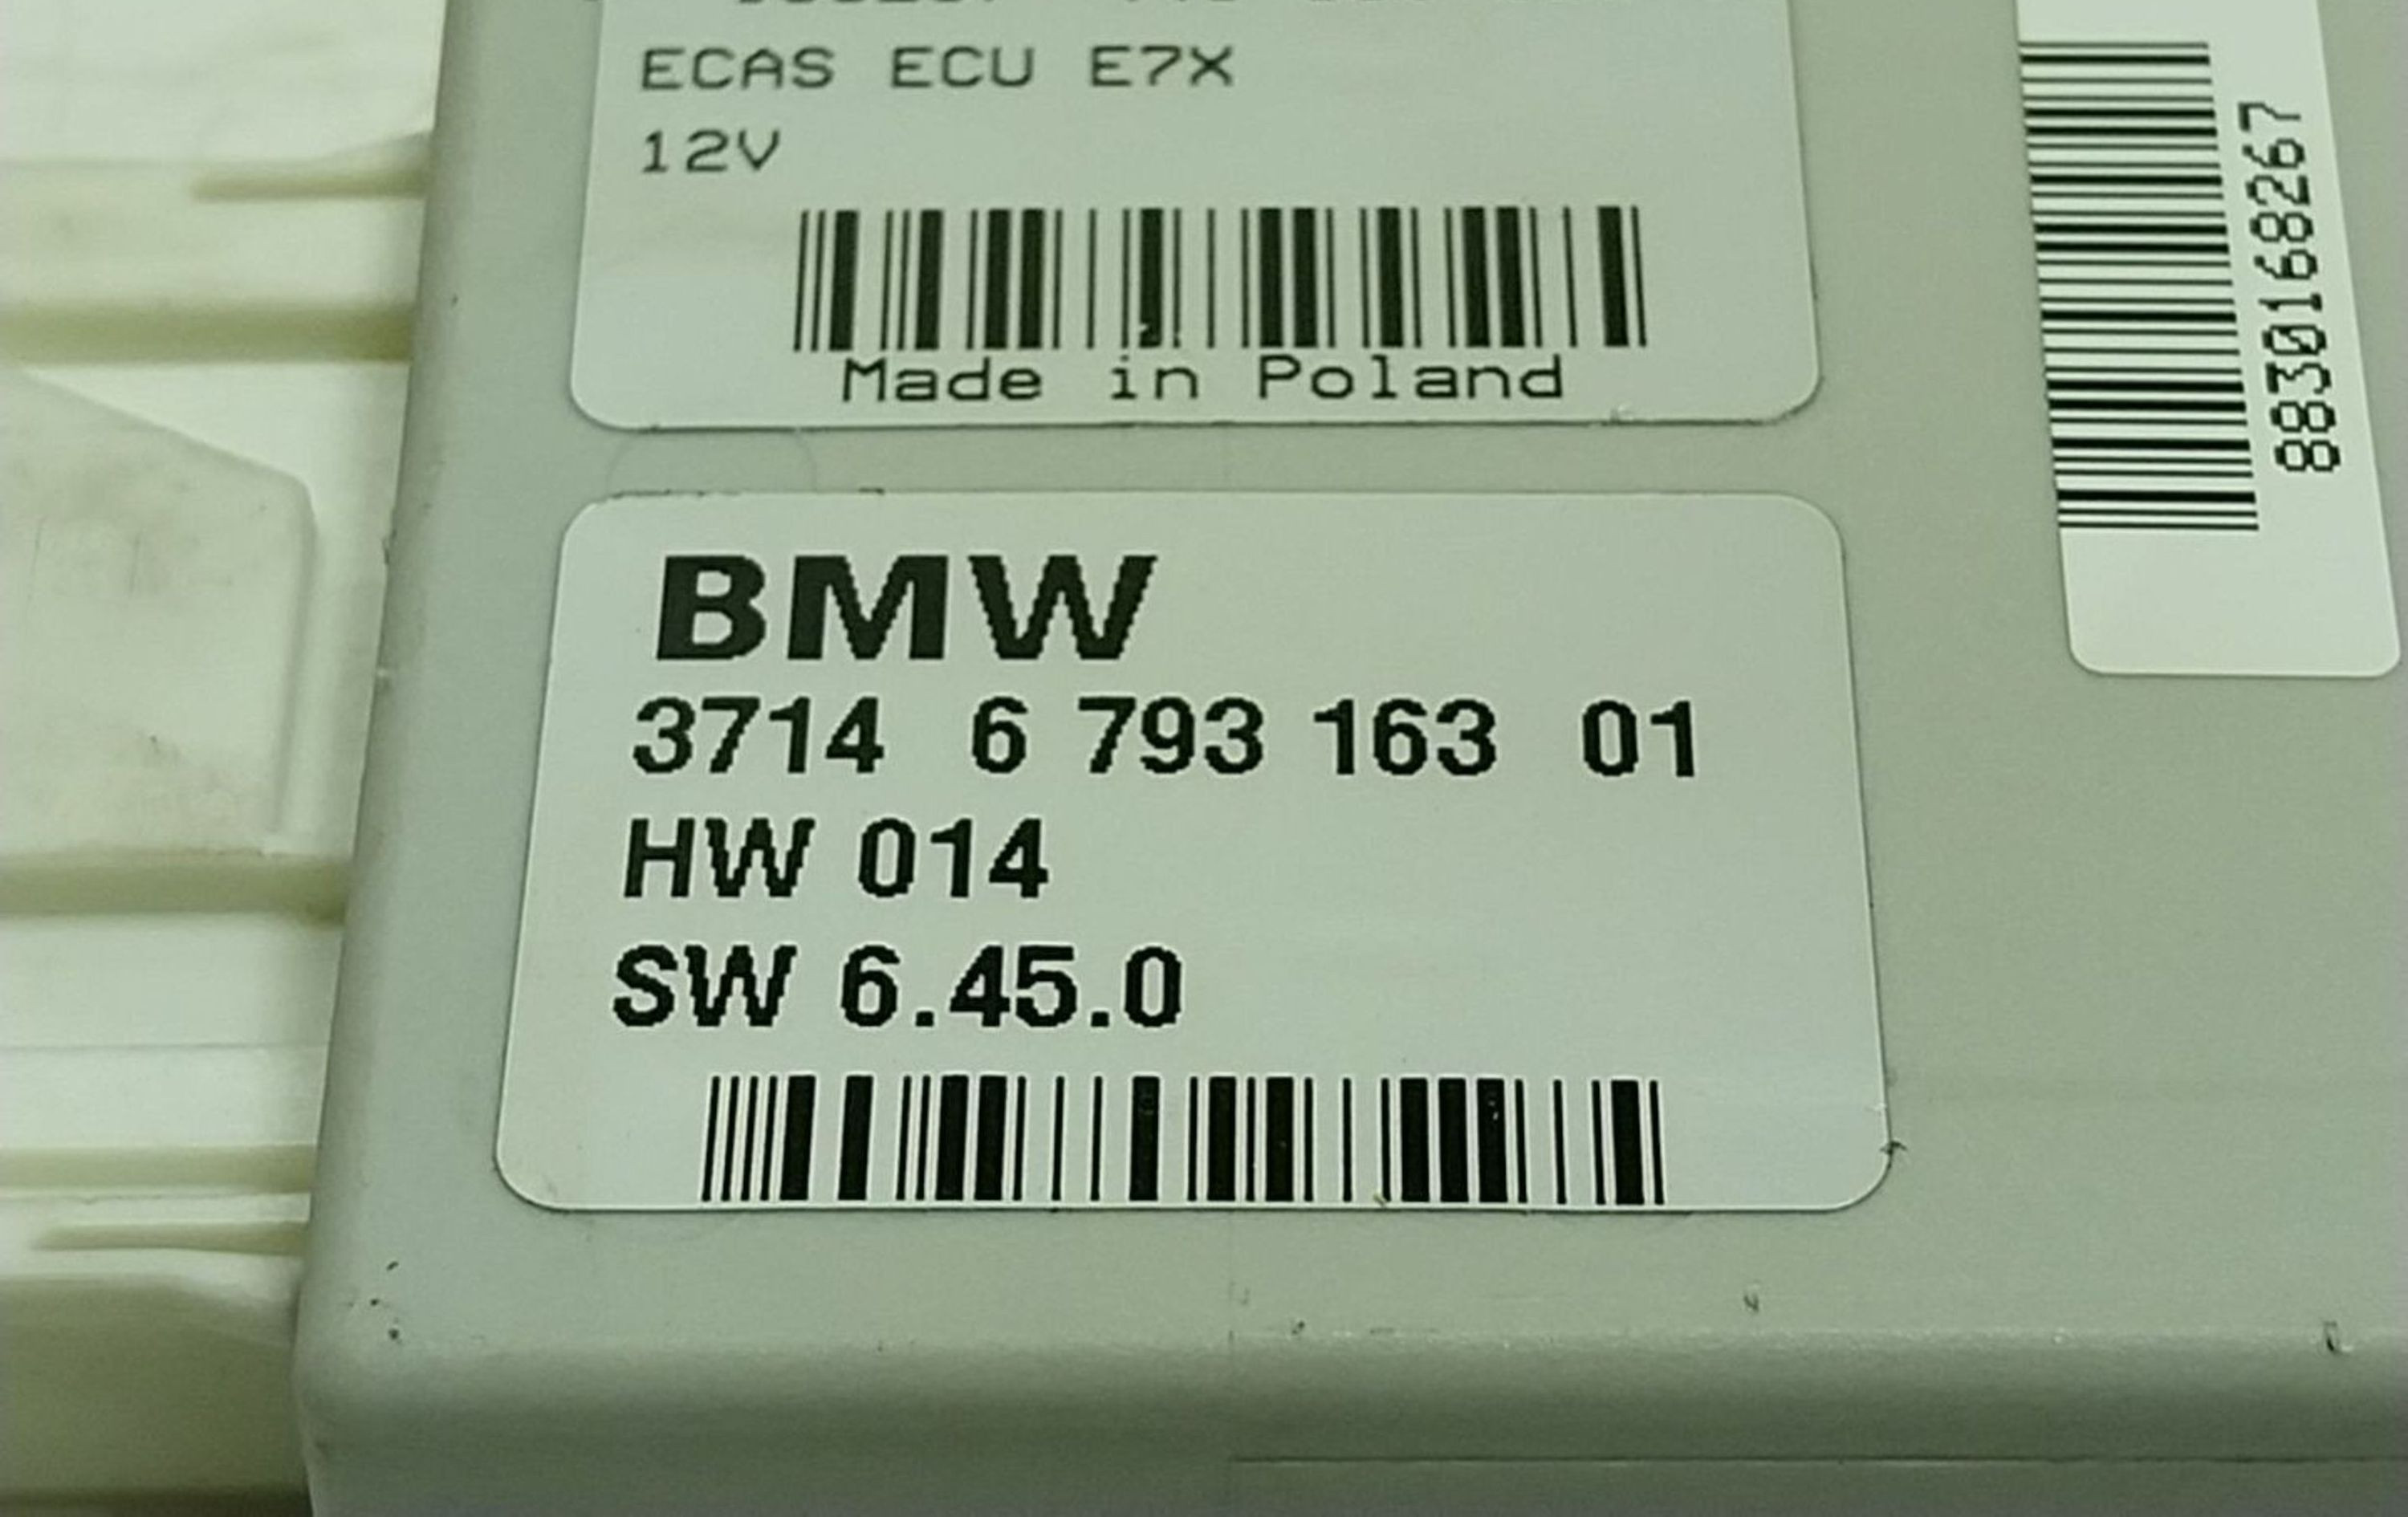 ECAS ECU E7X
12V
Made in Poland
BMW
3714 6 793 163 01
HW 014
SW 6.45.0
8830168267